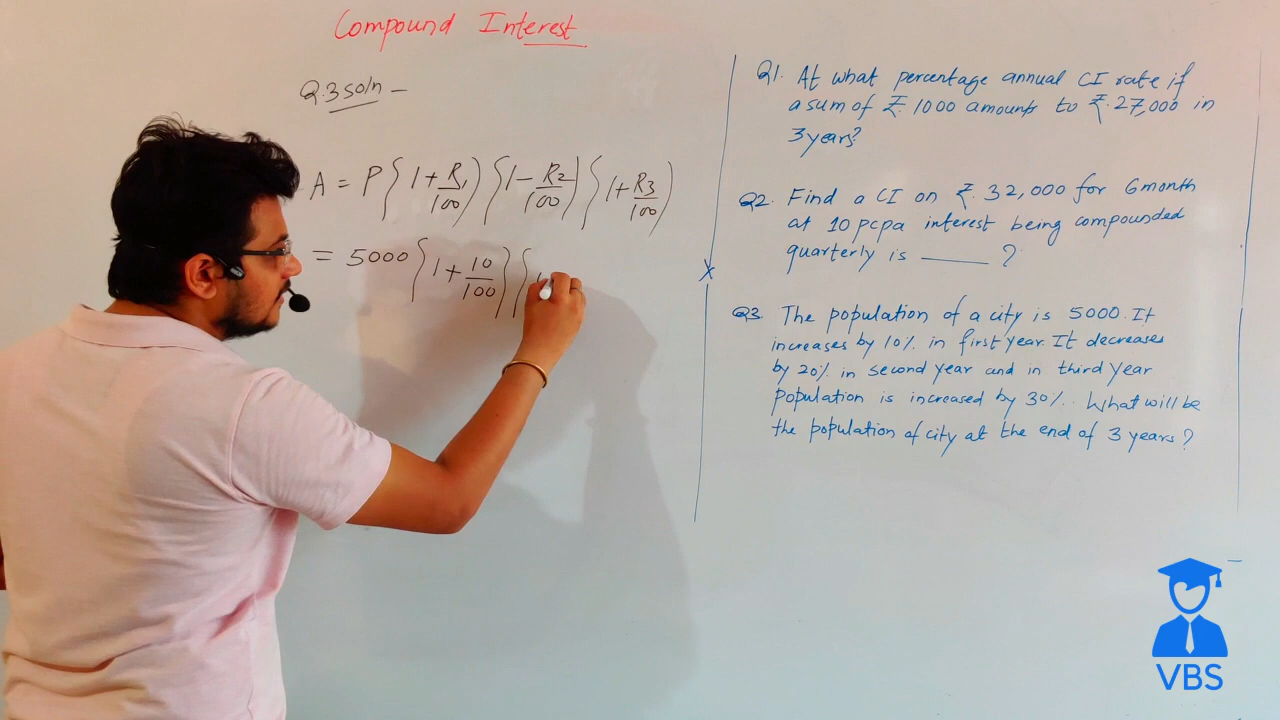 Compound Interest
Q.3 soln -
A = P{1+R1/100){1-R2/100){1+R3/100)
= 5000{1+10/100){1
Q1. At what percentage annual CI rate if
a sum of ₹. 1000 amounts to ₹. 27,000 in
3 years?
Q2. Find a CI on ₹. 32,000 for 6 month
at 10 pcpa interest being compounded
quarterly is ______ ?
x
Q3. The population of a city is 5000. It
increases by 10% in first year. It decreases
by 20% in second year and in third year
population is increased by 30%. What will be
the population of city at the end of 3 years?
VBS